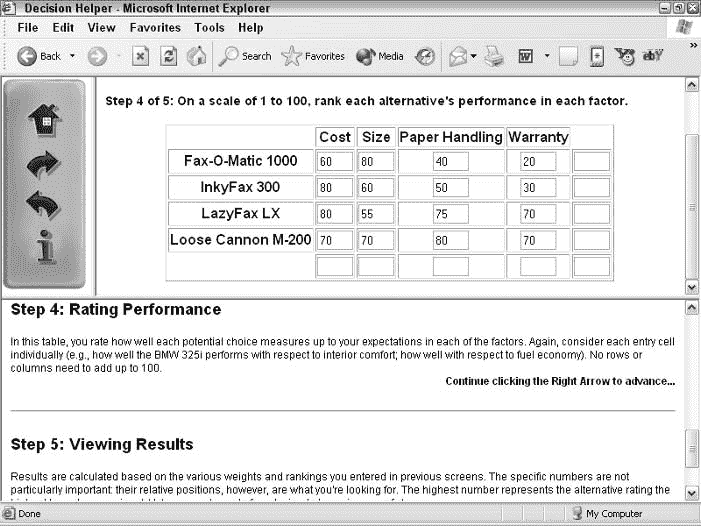 Decision Helper - Microsoft Internet Explorer
File Edit View Favorites Tools Help
Back Search Favorites Media
Step 4 of 5: On a scale of 1 to 100, rank each alternative's performance in each factor.
Cost Size Paper Handling Warranty
Fax-O-Matic 1000 60 80 40 20
InkyFax 300 80 60 50 30
LazyFax LX 80 55 75 70
Loose Cannon M-200 70 70 80 70
Step 4: Rating Performance
In this table, you rate how well each potential choice measures up to your expectations in each of the factors. Again, consider each entry cell
individually (e.g., how well the BMW 325i performs with respect to interior comfort; how well with respect to fuel economy). No rows or
columns need to add up to 100.
Continue clicking the Right Arrow to advance...
Step 5: Viewing Results
Results are calculated based on the various weights and rankings you entered in previous screens. The specific numbers are not
particularly important: their relative positions, however, are what you're looking for. The highest number represents the alternative rating the
Done My Computer